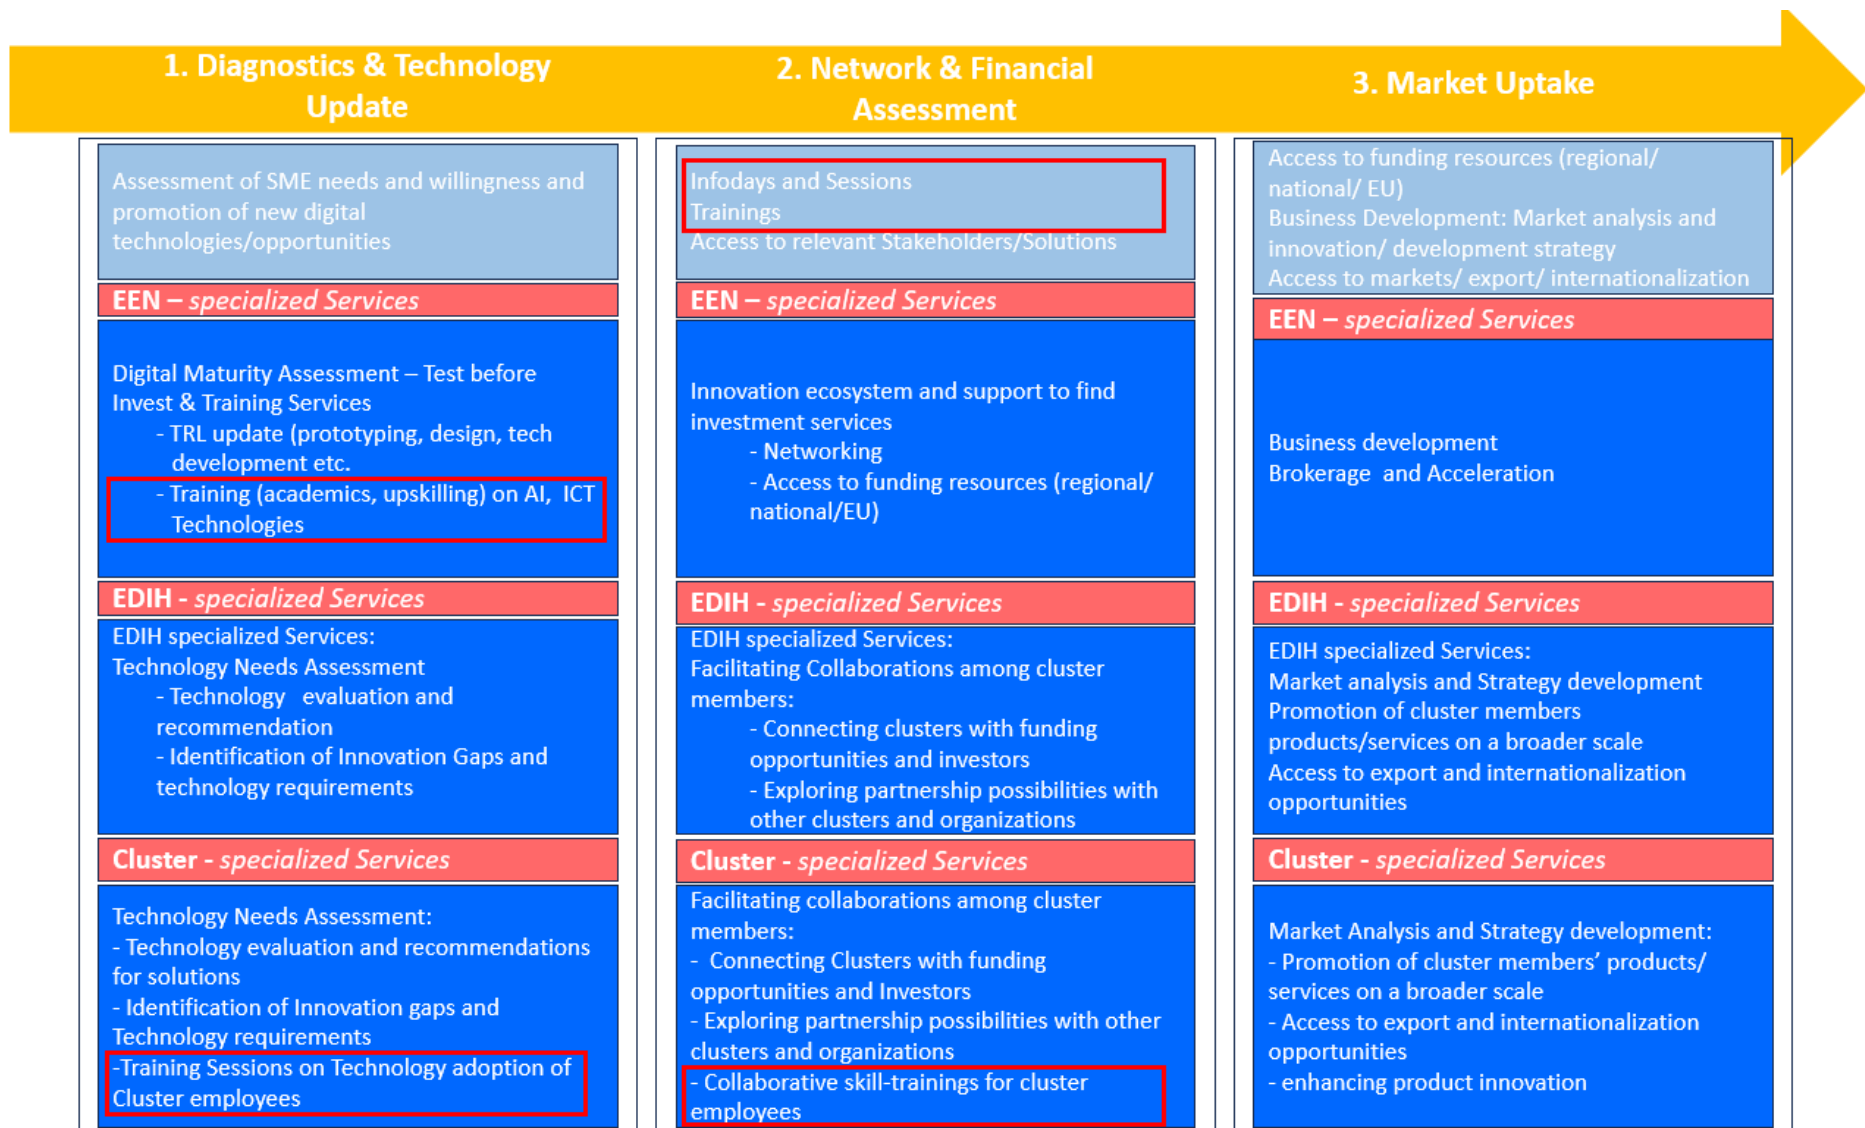 1. Diagnostics & Technology
Update
2. Network & Financial
Assessment
3. Market Uptake
Assessment of SME needs and willingness and
promotion of new digital
technologies/opportunities
EEN – specialized Services
Digital Maturity Assessment – Test before
Invest & Training Services
- TRL update (prototyping, design, tech
development etc.
- Training (academics, upskilling) on AI, ICT
Technologies
EDIH - specialized Services
EDIH specialized Services:
Technology Needs Assessment
- Technology evaluation and
recommendation
- Identification of Innovation Gaps and
technology requirements
Cluster - specialized Services
Technology Needs Assessment:
- Technology evaluation and recommendations
for solutions
- Identification of Innovation gaps and
Technology requirements
-Training Sessions on Technology adoption of
Cluster employees
Infodays and Sessions
Trainings
Access to relevant Stakeholders/Solutions
EEN – specialized Services
Innovation ecosystem and support to find
investment services
- Networking
- Access to funding resources (regional/
national/EU)
EDIH - specialized Services
EDIH specialized Services:
Facilitating Collaborations among cluster
members:
- Connecting clusters with funding
opportunities and investors
- Exploring partnership possibilities with
other clusters and organizations
Cluster - specialized Services
Facilitating collaborations among cluster
members:
- Connecting Clusters with funding
opportunities and Investors
- Exploring partnership possibilities with other
clusters and organizations
- Collaborative skill-trainings for cluster
employees
Access to funding resources (regional/
national/ EU)
Business Development: Market analysis and
innovation/ development strategy
Access to markets/ export/ internationalization
EEN – specialized Services
Business development
Brokerage and Acceleration
EDIH - specialized Services
EDIH specialized Services:
Market analysis and Strategy development
Promotion of cluster members
products/services on a broader scale
Access to export and internationalization
opportunities
Cluster - specialized Services
Market Analysis and Strategy development:
- Promotion of cluster members’ products/
services on a broader scale
- Access to export and internationalization
opportunities
- enhancing product innovation